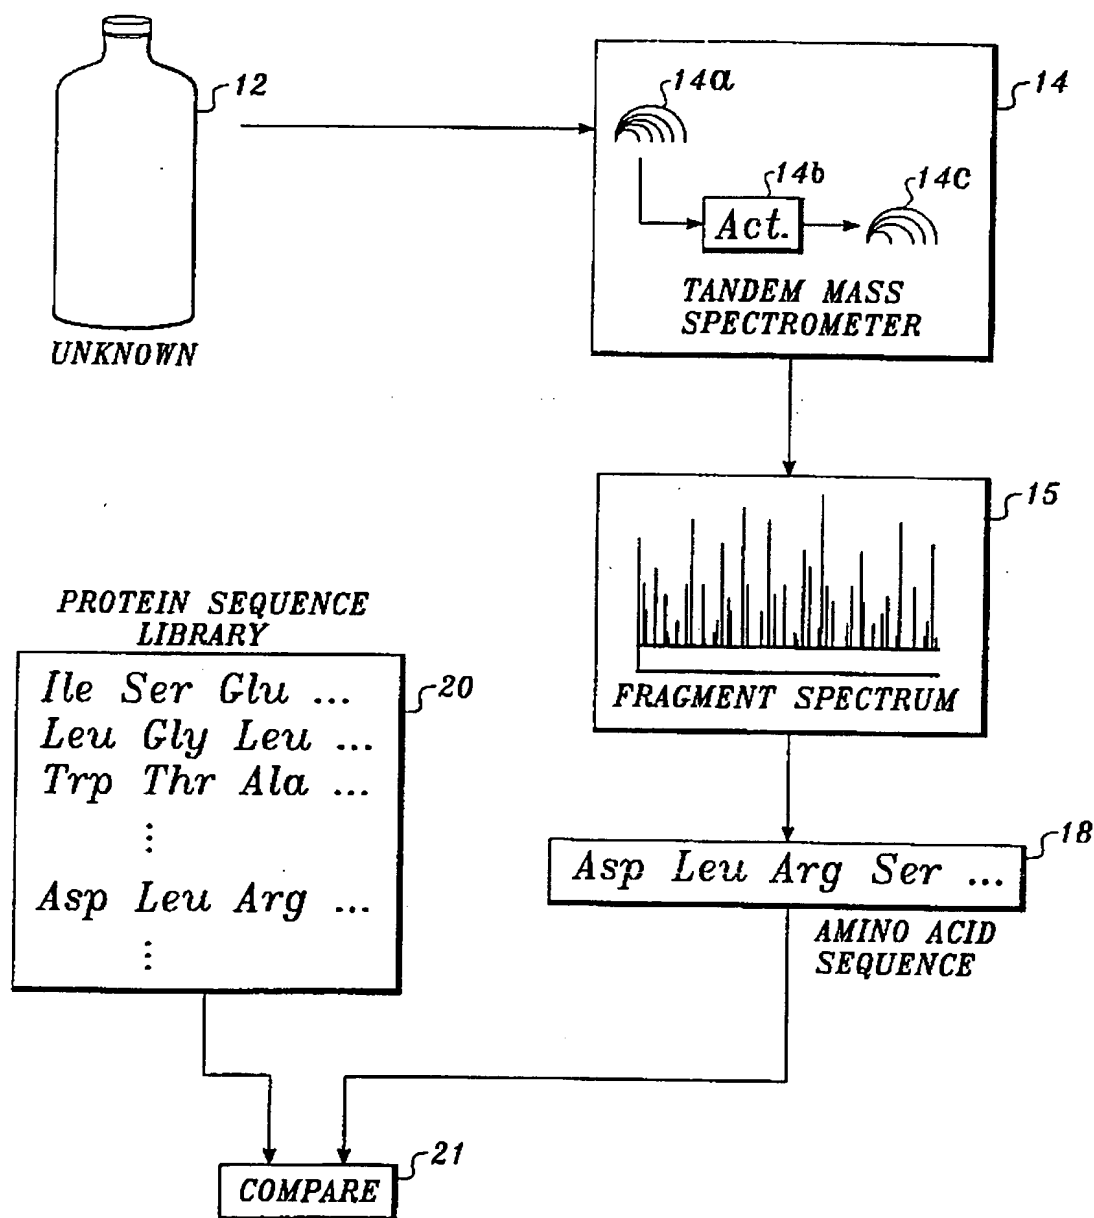 12
UNKNOWN
14a
14
14b
14c
Act.
TANDEM MASS
SPECTROMETER
15
FRAGMENT SPECTRUM
PROTEIN SEQUENCE
LIBRARY
20
Ile Ser Glu ...
Leu Gly Leu ...
Trp Thr Ala ...
⋮
Asp Leu Arg ...
⋮
18
Asp Leu Arg Ser ...
AMINO ACID
SEQUENCE
21
COMPARE